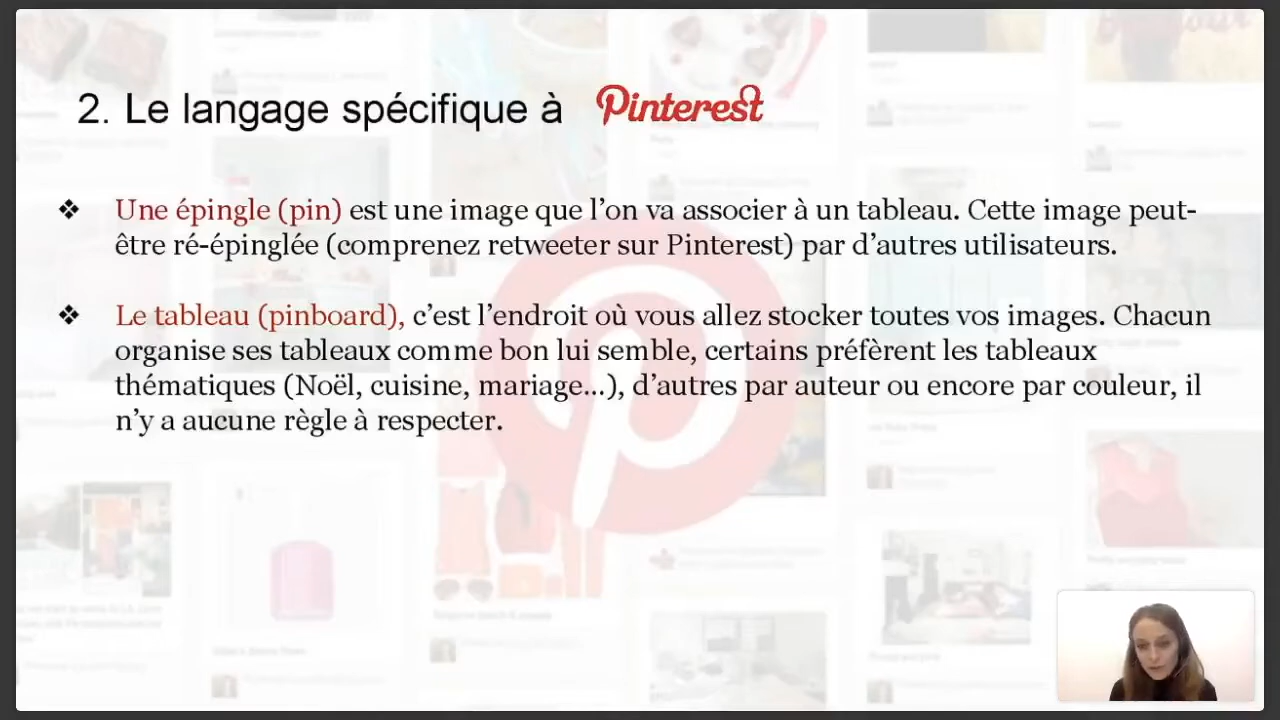 2. Le langage spécifique à Pinterest
❖ Une épingle (pin) est une image que l’on va associer à un tableau. Cette image peut-
être ré-épinglée (comprenez retweeter sur Pinterest) par d’autres utilisateurs.
❖ Le tableau (pinboard), c’est l’endroit où vous allez stocker toutes vos images. Chacun
organise ses tableaux comme bon lui semble, certains préfèrent les tableaux
thématiques (Noël, cuisine, mariage...), d’autres par auteur ou encore par couleur, il
n’y a aucune règle à respecter.